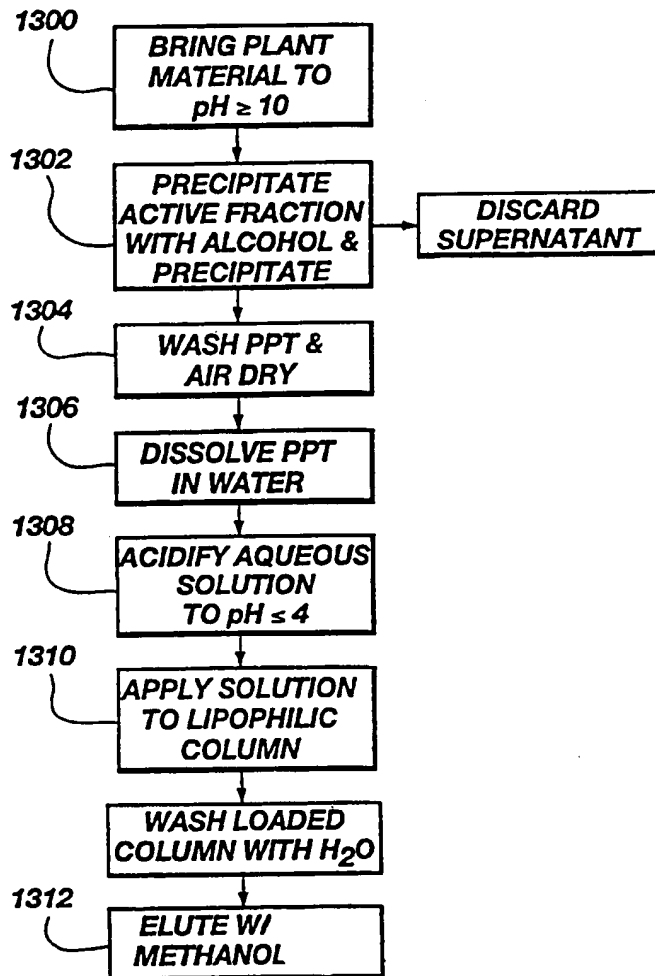 1300
BRING PLANT
MATERIAL TO
pH ≥ 10
1302
PRECIPITATE
ACTIVE FRACTION
WITH ALCOHOL &
PRECIPITATE
DISCARD
SUPERNATANT
1304
WASH PPT &
AIR DRY
1306
DISSOLVE PPT
IN WATER
1308
ACIDIFY AQUEOUS
SOLUTION
TO pH ≤ 4
1310
APPLY SOLUTION
TO LIPOPHILIC
COLUMN
WASH LOADED
COLUMN WITH H₂O
1312
ELUTE W/
METHANOL